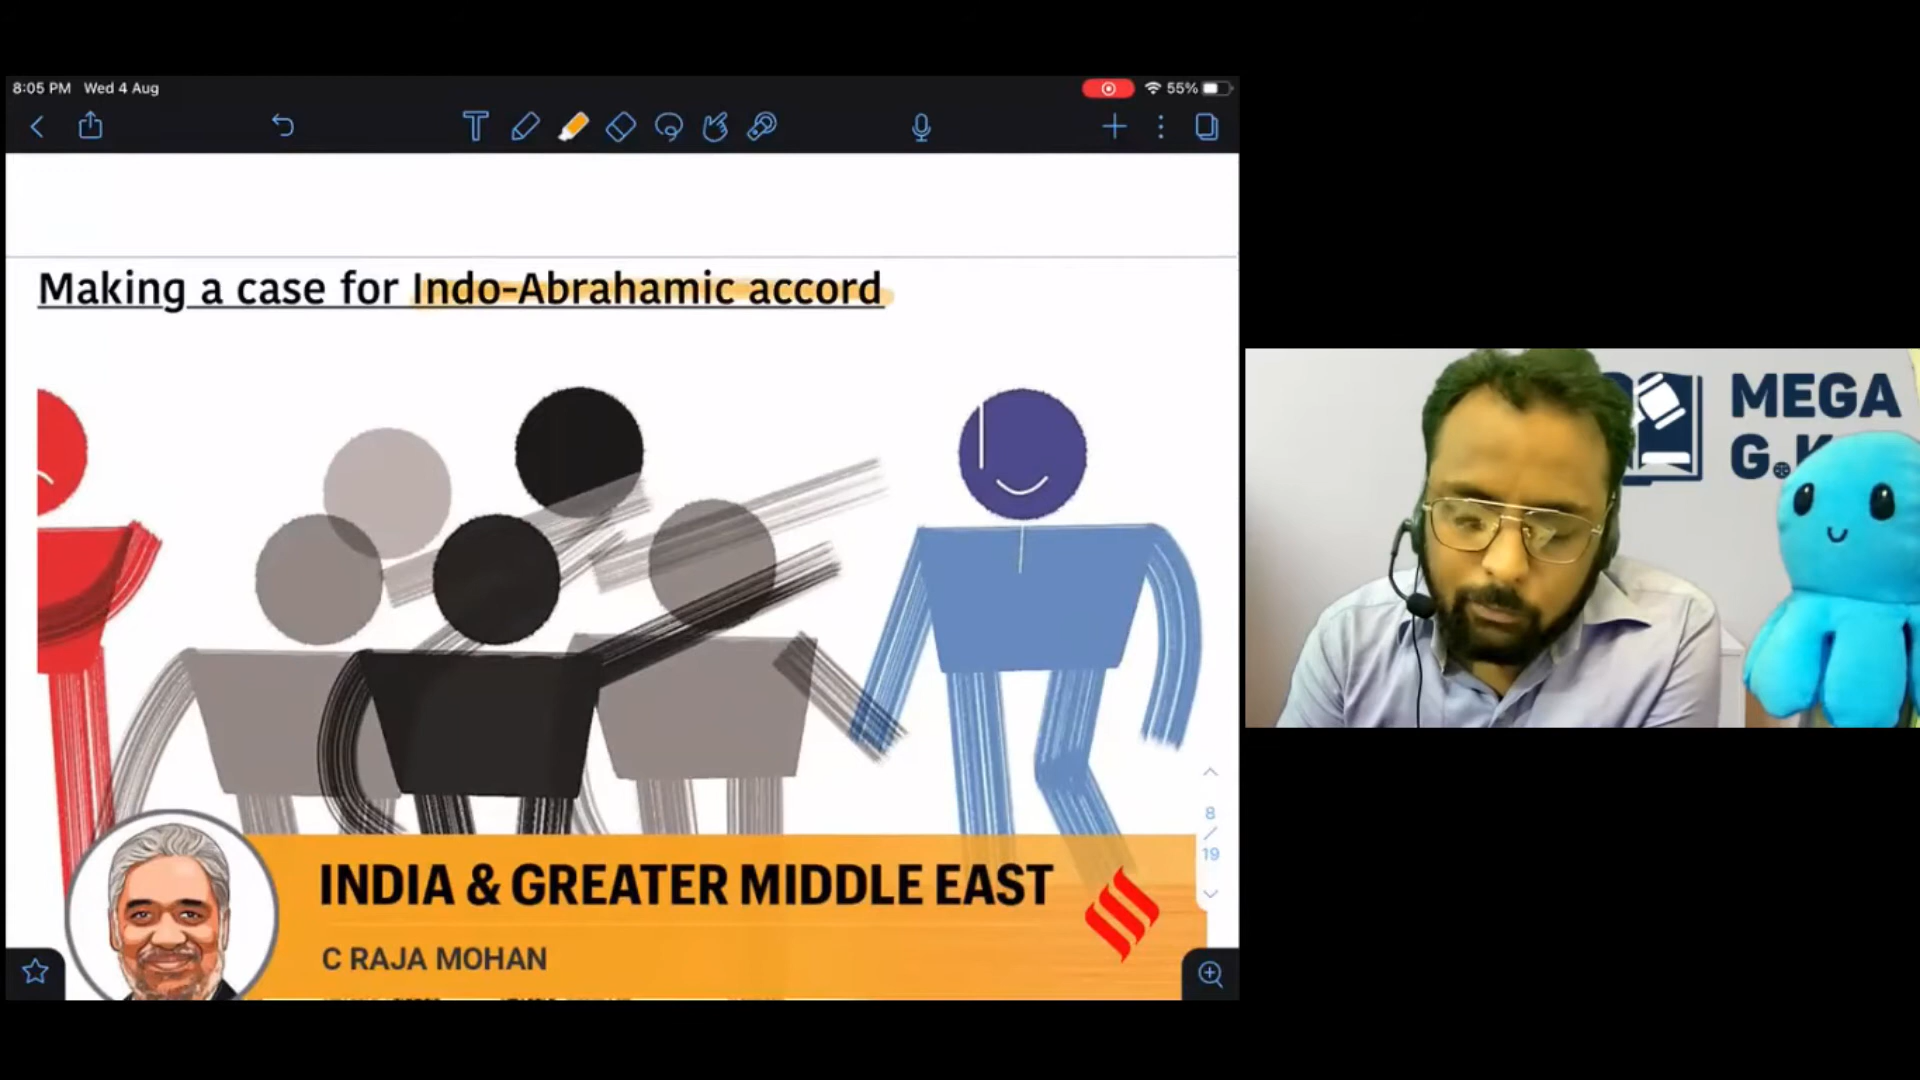 8:05 PM Wed 4 Aug
55%
Making a case for Indo-Abrahamic accord
MEGA
G.K
8
/
19
INDIA & GREATER MIDDLE EAST
C RAJA MOHAN